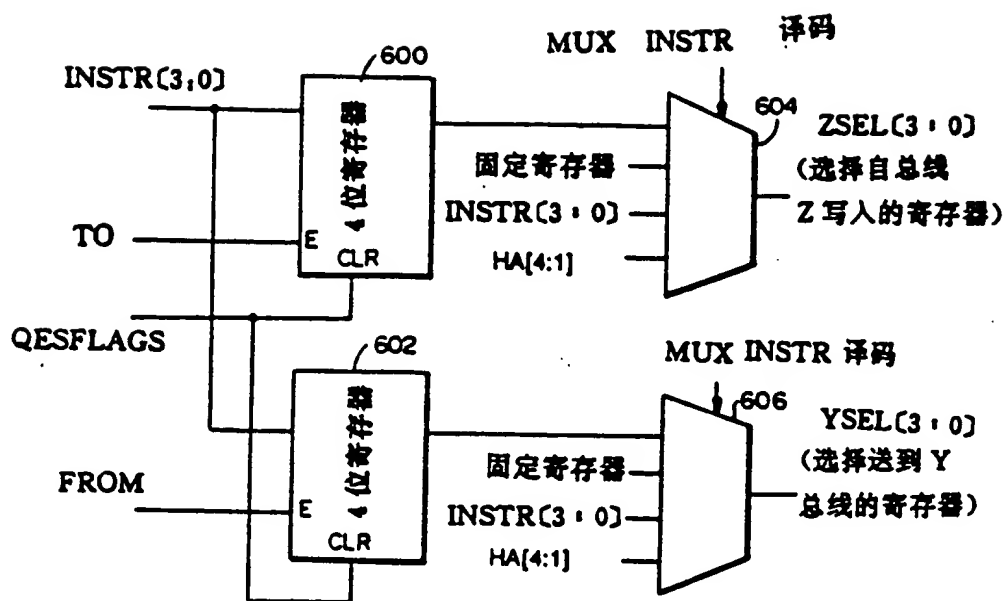 MUX INSTR 译码
600
INSTR(3:0)
4位寄存器
604
ZSEL(3:0)
(选择自总线
Z写入的寄存器)
固定寄存器
INSTR(3:0)
TO
E
CLR
HA[4:1]
QESFLAGS
602
MUX INSTR 译码
606
4位寄存器
YSEL(3:0)
(选择送到Y
总线的寄存器)
固定寄存器
FROM
E
INSTR(3:0)
CLR
HA[4:1]